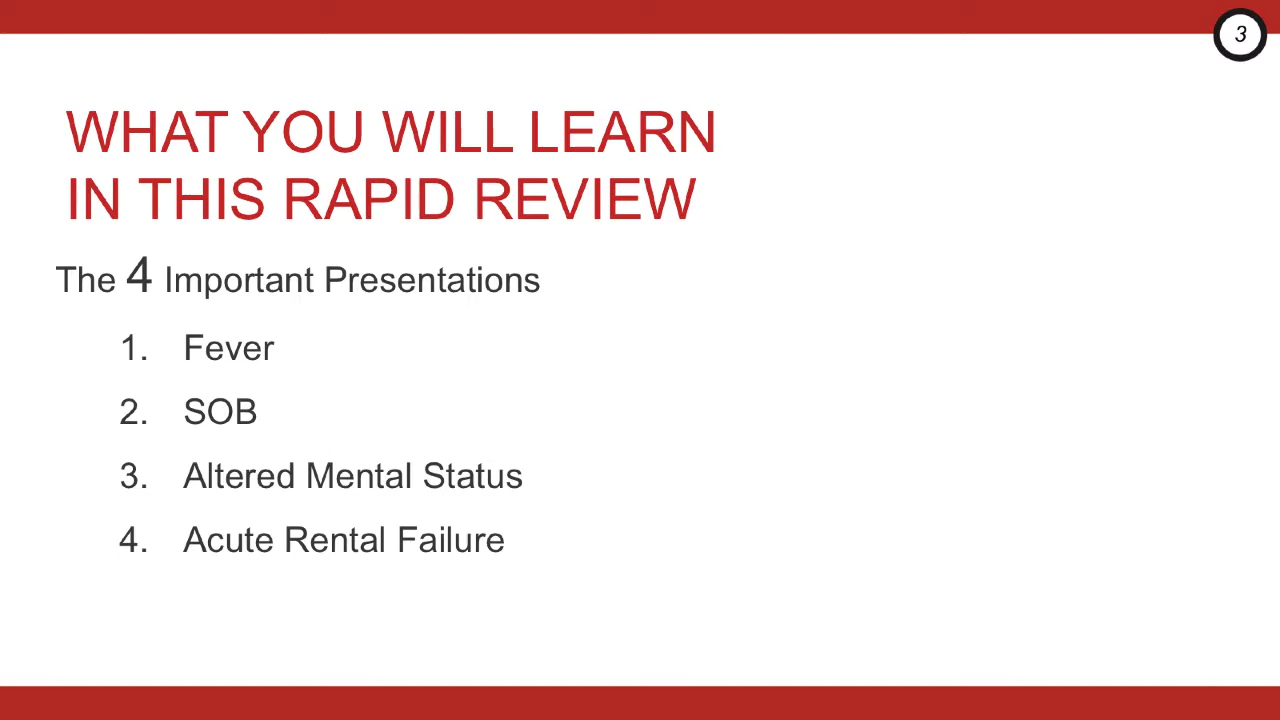 3
WHAT YOU WILL LEARN
IN THIS RAPID REVIEW
The 4 Important Presentations
1. Fever
2. SOB
3. Altered Mental Status
4. Acute Rental Failure